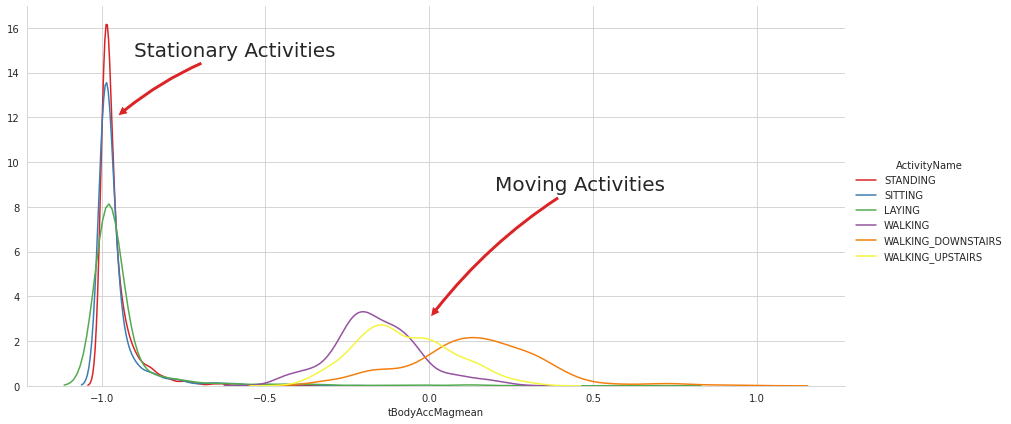 16
14
12
10
8
6
4
2
0
Stationary Activities
Moving Activities
ActivityName
STANDING
SITTING
LAYING
WALKING
WALKING_DOWNSTAIRS
WALKING_UPSTAIRS
−1.0 −0.5 0.0 0.5 1.0
tBodyAccMagmean